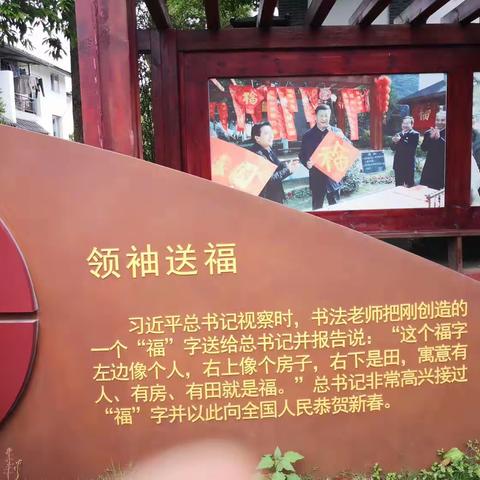 福
福
福
领袖送福
习近平总书记视察时，书法老师把刚创造的
一个“福”字送给总书记并报告说：“这个福字
左边像个人，右上像个房子，右下是田，寓意有
人、有房、有田就是福。”总书记非常高兴接过
“福”字并以此向全国人民恭贺新春。